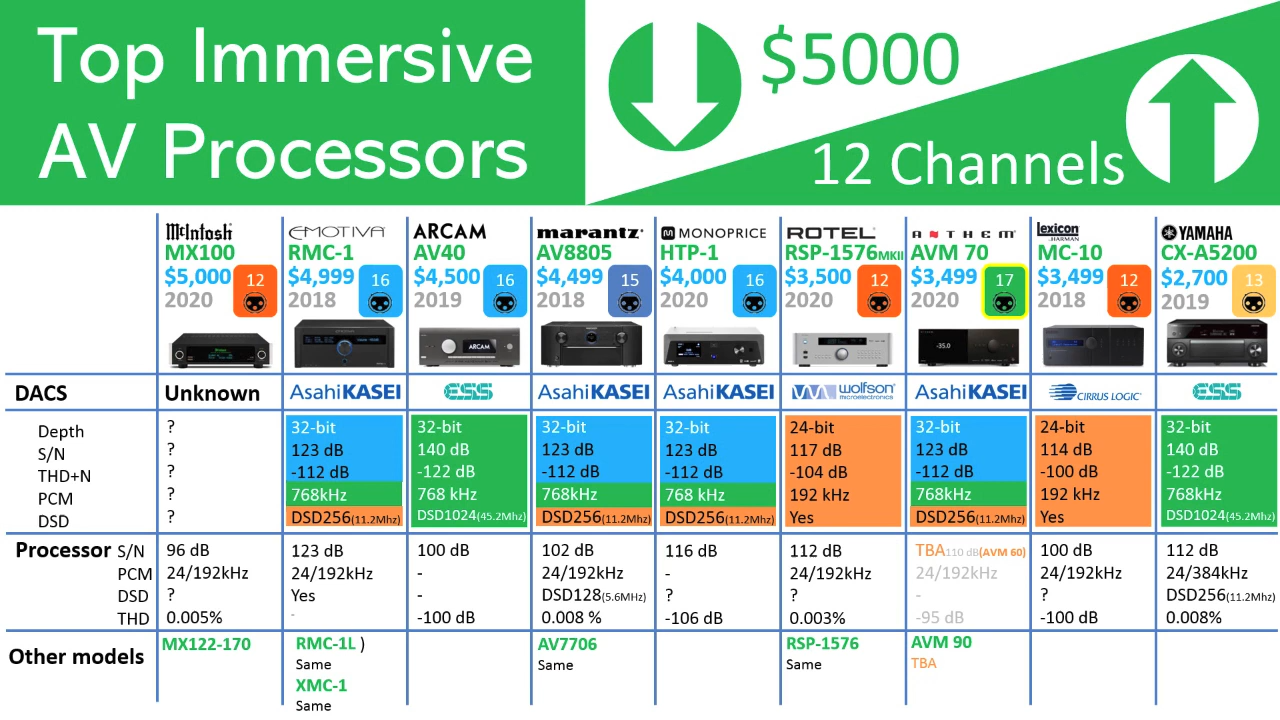 Top Immersive
AV Processors
$5000
12 Channels
McIntosh EMOTIVA ARCAM marantz MONOPRICE ROTEL ANTHEM lexicon BY HARMAN YAMAHA
MX100 RMC-1 AV40 AV8805 HTP-1 RSP-1576MKII AVM 70 MC-10 CX-A5200
$5,000 12 $4,999 16 $4,500 16 $4,499 15 $4,000 16 $3,500 12 $3,499 17 $3,499 12 $2,700 13
2020 2018 2019 2018 2020 2020 2020 2018 2019
ARCAM -35.0
DACS Unknown AsahiKASEI ESS AsahiKASEI AsahiKASEI wolfson microelectronics AsahiKASEI CIRRUS LOGIC ESS
Depth ? 32-bit 32-bit 32-bit 32-bit 24-bit 32-bit 24-bit 32-bit
S/N ? 123 dB 140 dB 123 dB 123 dB 117 dB 123 dB 114 dB 140 dB
THD+N ? -112 dB -122 dB -112 dB -112 dB -104 dB -112 dB -100 dB -122 dB
PCM ? 768kHz 768 kHz 768kHz 768 kHz 192 kHz 768kHz 192 kHz 768kHz
DSD ? DSD256(11.2Mhz) DSD1024(45.2Mhz) DSD256(11.2Mhz) DSD256(11.2Mhz) Yes DSD256(11.2Mhz) Yes DSD1024(45.2Mhz)
Processor S/N 96 dB 123 dB 100 dB 102 dB 116 dB 112 dB TBA110 dB(AVM 60) 100 dB 112 dB
PCM 24/192kHz 24/192kHz - 24/192kHz - 24/192kHz 24/192kHz 24/192kHz 24/384kHz
DSD ? Yes - DSD128(5.6MHz) ? ? - ? DSD256(11.2Mhz)
THD 0.005% - -100 dB 0.008 % -106 dB 0.003% -95 dB -100 dB 0.008%
Other models MX122-170 RMC-1L ) AV7706 RSP-1576 AVM 90
Same Same Same TBA
XMC-1
Same